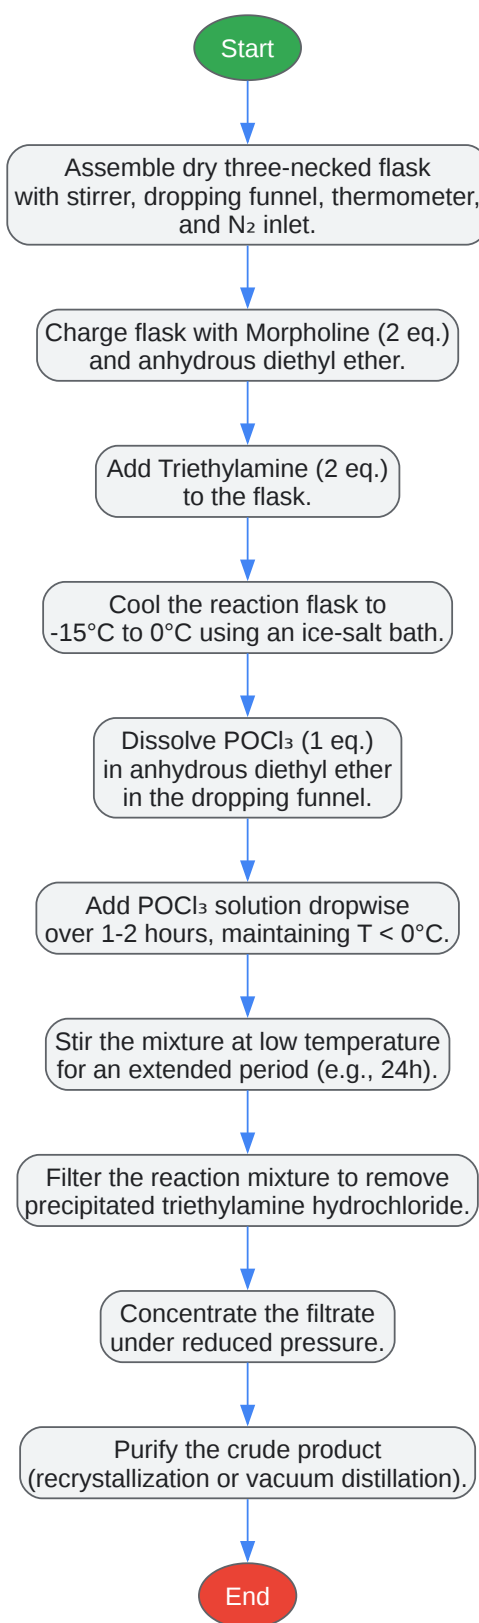 Start
Assemble dry three-necked flask
with stirrer, dropping funnel, thermometer,
and N₂ inlet.
Charge flask with Morpholine (2 eq.)
and anhydrous diethyl ether.
Add Triethylamine (2 eq.)
to the flask.
Cool the reaction flask to
-15°C to 0°C using an ice-salt bath.
Dissolve POCl₃ (1 eq.)
in anhydrous diethyl ether
in the dropping funnel.
Add POCl₃ solution dropwise
over 1-2 hours, maintaining T < 0°C.
Stir the mixture at low temperature
for an extended period (e.g., 24h).
Filter the reaction mixture to remove
precipitated triethylamine hydrochloride.
Concentrate the filtrate
under reduced pressure.
Purify the crude product
(recrystallization or vacuum distillation).
End